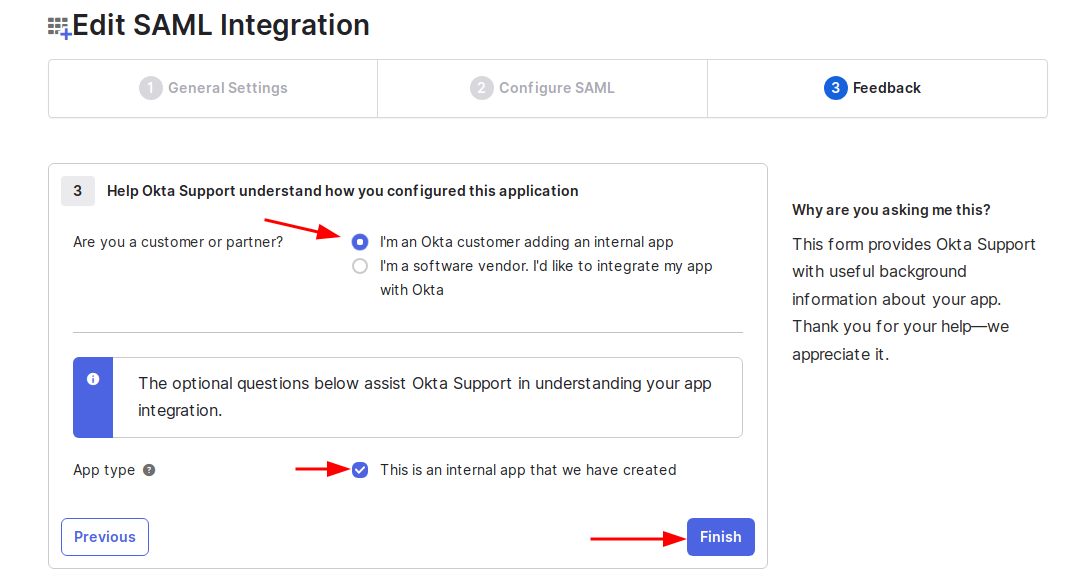 Edit SAML Integration
1 General Settings
2 Configure SAML
3 Feedback
3 Help Okta Support understand how you configured this application
Are you a customer or partner?
I'm an Okta customer adding an internal app
I'm a software vendor. I'd like to integrate my app
with Okta
The optional questions below assist Okta Support in understanding your app
integration.
App type ?
This is an internal app that we have created
Previous
Finish
Why are you asking me this?
This form provides Okta Support
with useful background
information about your app.
Thank you for your help—we
appreciate it.